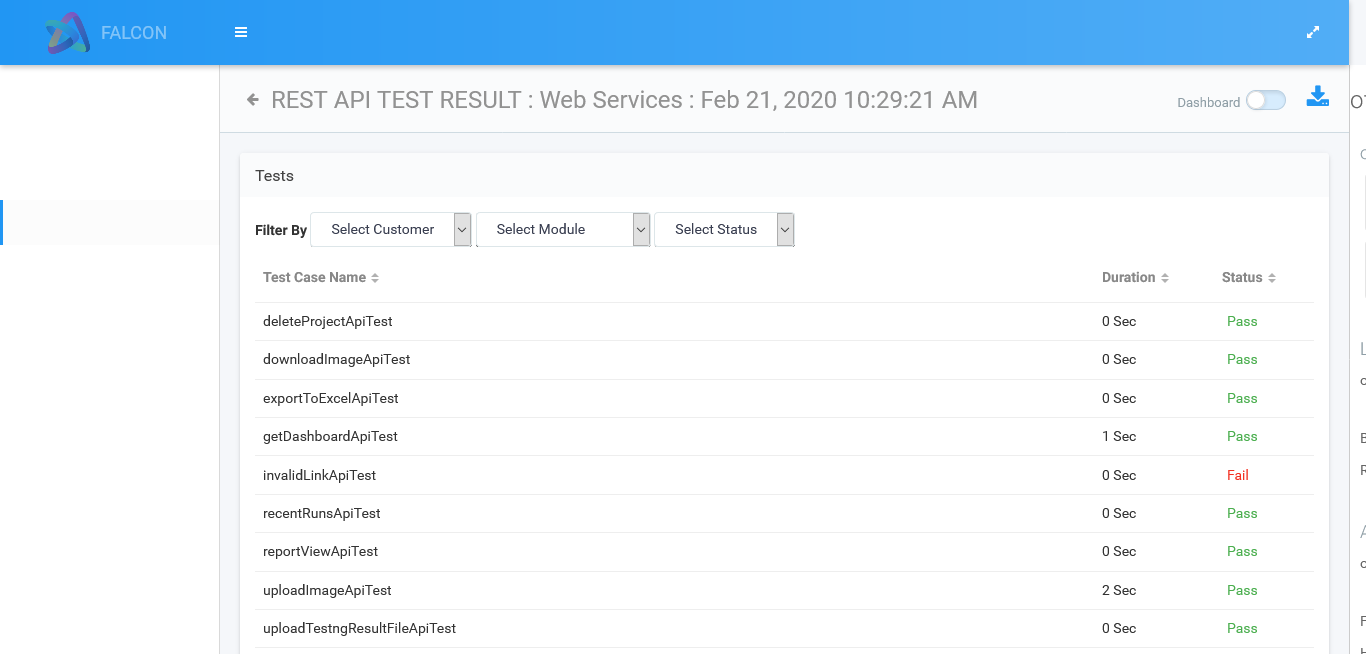 FALCON
REST API TEST RESULT : Web Services : Feb 21, 2020 10:29:21 AM
Dashboard
Tests
Filter By Select Customer Select Module Select Status
Test Case Name Duration Status
deleteProjectApiTest 0 Sec Pass
downloadImageApiTest 0 Sec Pass
exportToExcelApiTest 0 Sec Pass
getDashboardApiTest 1 Sec Pass
invalidLinkApiTest 0 Sec Fail
recentRunsApiTest 0 Sec Pass
reportViewApiTest 0 Sec Pass
uploadImageApiTest 2 Sec Pass
uploadTestngResultFileApiTest 0 Sec Pass